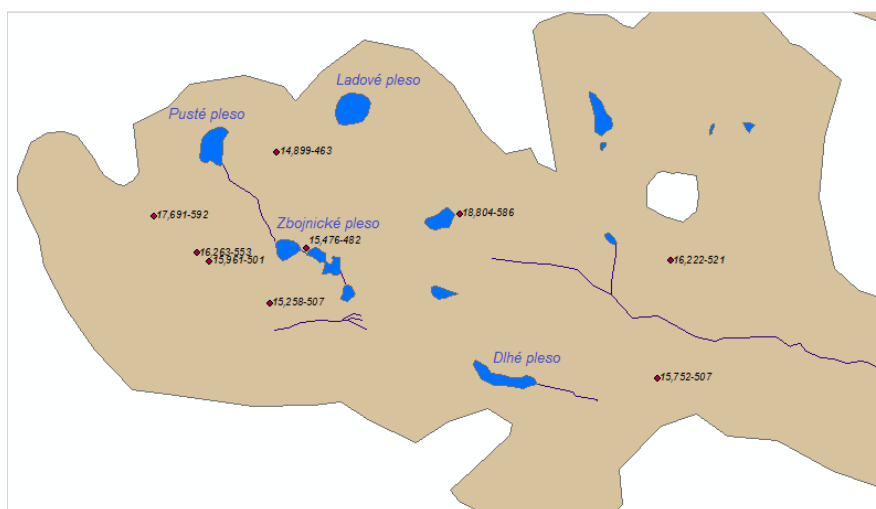 Ladové pleso
Pusté pleso
14,899-463
17,691-592
18,804-586
Zbojnické pleso
15,476-482
16,263-553
15,961-501
16,222-521
15,258-507
Dlhé pleso
15,752-507